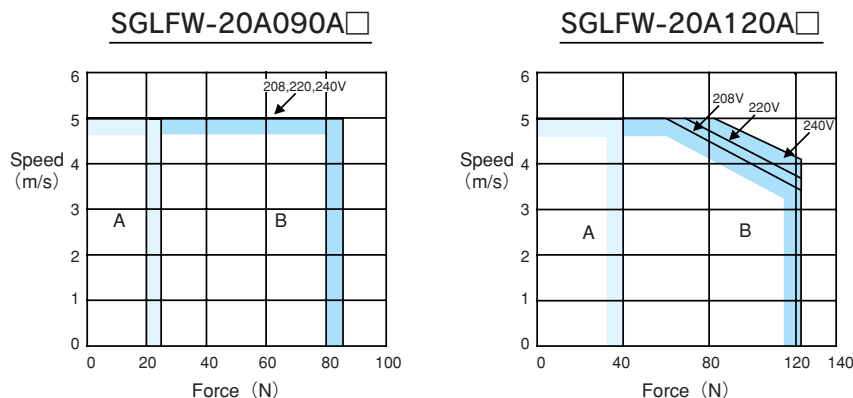 SGLFW-20A090A□
6
5
4
3
2
1
0
Speed
(m/s)
208,220,240V
A
B
0 20 40 60 80 100
Force (N)
SGLFW-20A120A□
6
5
4
3
2
1
0
Speed
(m/s)
208V
220V
240V
A
B
0 40 80 120 140
Force (N)